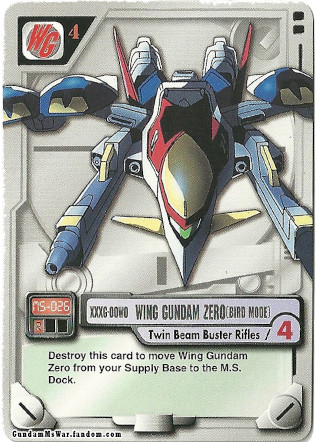 WG 4
MS-026
R
XXXG-00W0 WING GUNDAM ZERO(BIRD MODE)
Twin Beam Buster Rifles / 4
Destroy this card to move Wing Gundam
Zero from your Supply Base to the M.S.
Dock.
GundamMsWar.fandom.com